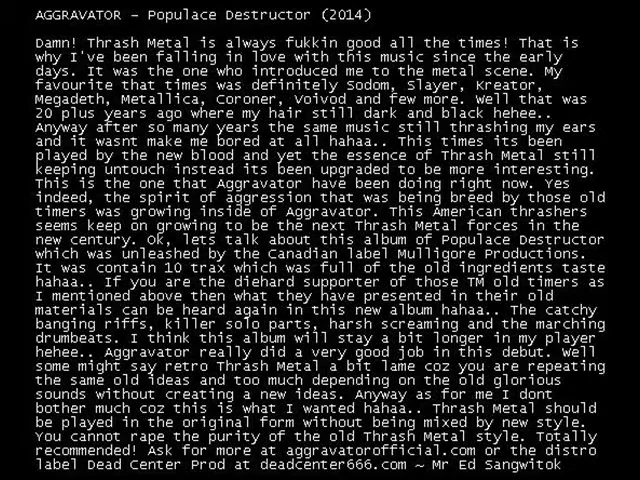 AGGRAVATOR – Populace Destructor (2014)
Damn! Thrash Metal is always fukkin good all the times! That is
why I've been falling in love with this music since the early
days. It was the one who introduced me to the metal scene. My
favourite that times was definitely Sodom, Slayer, Kreator,
Megadeth, Metallica, Coroner, Voivod and few more. Well that was
20 plus years ago where my hair still dark and black hehee..
Anyway after so many years the same music still thrashing my ears
and it wasnt make me bored at all hahaa.. This times its been
played by the new blood and yet the essence of Thrash Metal still
keeping untouch instead its been upgraded to be more interesting.
This is the one that Aggravator have been doing right now. Yes
indeed, the spirit of aggression that was being breed by those old
timers was growing inside of Aggravator. This American thrashers
seems keep on growing to be the next Thrash Metal forces in the
new century. Ok, lets talk about this album of Populace Destructor
which was unleashed by the Canadian label Mulligore Productions.
It was contain 10 trax which was full of the old ingredients taste
hahaa.. If you are the diehard supporter of those TM old timers as
I mentioned above then what they have presented in their old
materials can be heard again in this new album hahaa.. The catchy
banging riffs, killer solo parts, harsh screaming and the marching
drumbeats. I think this album will stay a bit longer in my player
hehee.. Aggravator really did a very good job in this debut. Well
some might say retro Thrash Metal a bit lame coz you are repeating
the same old ideas and too much depending on the old glorious
sounds without creating a new ideas. Anyway as for me I dont
bother much coz this is what I wanted hahaa.. Thrash Metal should
be played in the original form without being mixed by new style.
You cannot rape the purity of the old Thrash Metal style. Totally
recommended! Ask for more at aggravatorofficial.com or the distro
label Dead Center Prod at deadcenter666.com ~ Mr Ed Sangwitok